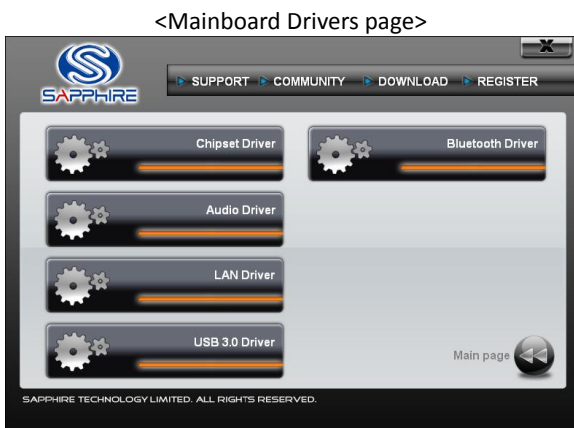 <Mainboard Drivers page>
X
SAPPHIRE
SUPPORT COMMUNITY DOWNLOAD REGISTER
Chipset Driver
Bluetooth Driver
Audio Driver
LAN Driver
USB 3.0 Driver
Main page
SAPPHIRE TECHNOLOGY LIMITED. ALL RIGHTS RESERVED.